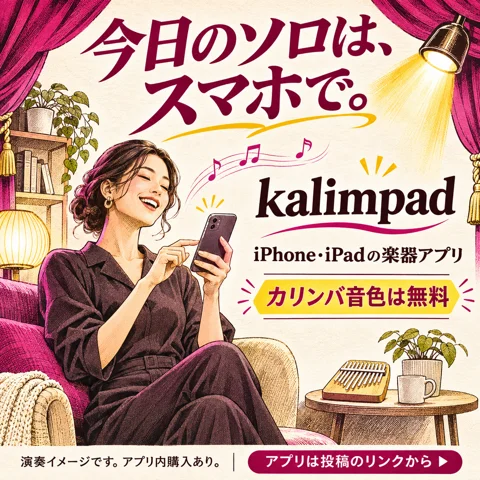 今日のソロは、
スマホで。
kalimpad
iPhone・iPadの楽器アプリ
カリンバ音色は無料
演奏イメージです。アプリ内購入あり。
アプリは投稿のリンクから ▶